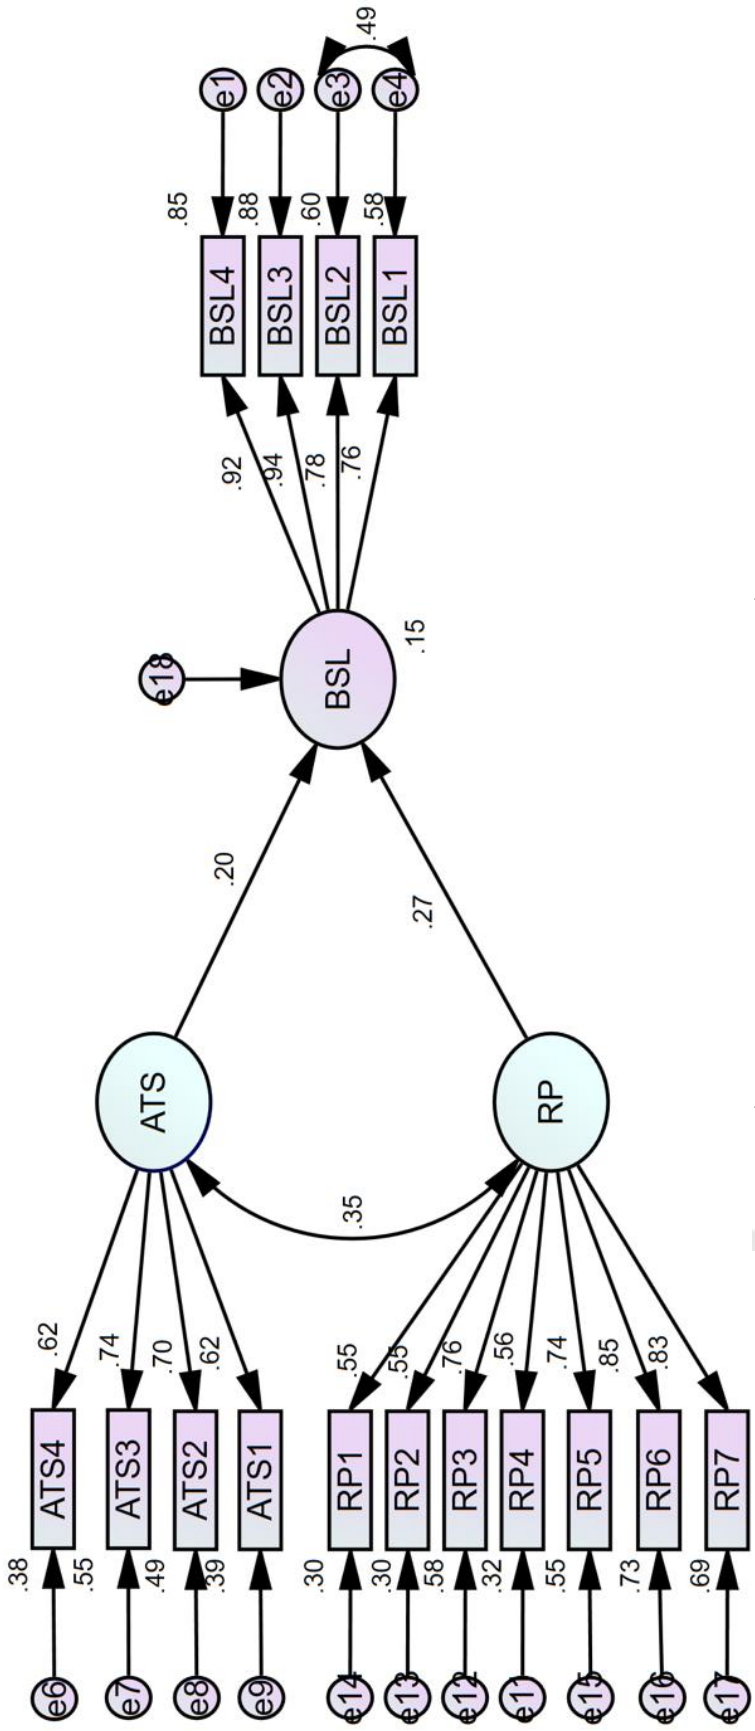 e6
.38
ATS4
.62
e7
.55
ATS3
.74
e8
.49
ATS2
.70
e9
.39
ATS1
.62
ATS
.35
.20
e14
.30
RP1
.55
e13
.30
RP2
.55
e12
.58
RP3
.76
e11
.32
RP4
.56
e15
.55
RP5
.74
e16
.73
RP6
.85
e17
.69
RP7
.83
RP
.27
e18
BSL
.15
.92
BSL4
.85
e1
.94
BSL3
.88
e2
.78
BSL2
.60
e3
.76
BSL1
.58
e4
.49